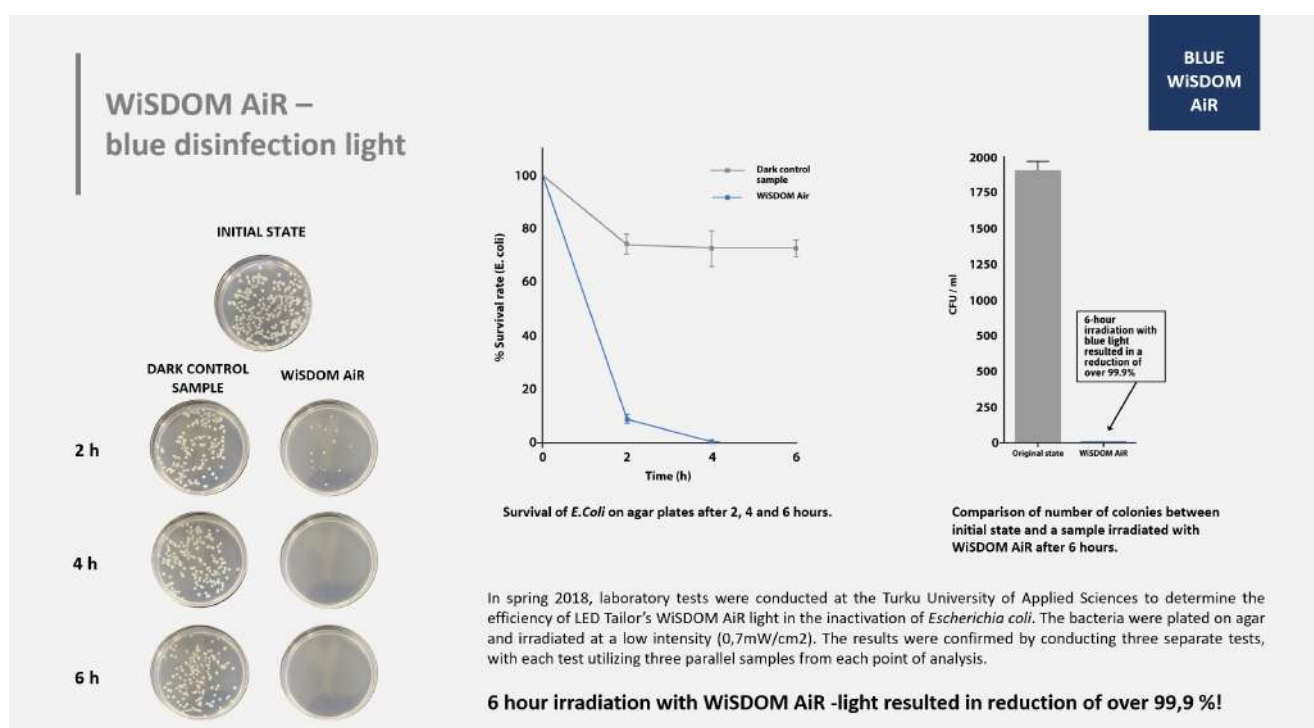 WiSDOM AiR –
blue disinfection light
BLUE
WiSDOM
AiR
INITIAL STATE
DARK CONTROL
SAMPLE
WiSDOM AiR
2 h
4 h
6 h
% Survival rate (E. coli)
100
80
60
40
20
0
0
2
4
6
Time (h)
Dark control
sample
WiSDOM Air
Survival of E.Coli on agar plates after 2, 4 and 6 hours.
CFU / ml
2000
1750
1500
1250
1000
500
500
250
0
6-hour
irradiation with
blue light
resulted in a
reduction of
over 99.9%
Original state
WiSDOM AiR
Comparison of number of colonies between
initial state and a sample irradiated with
WiSDOM AiR after 6 hours.
In spring 2018, laboratory tests were conducted at the Turku University of Applied Sciences to determine the
efficiency of LED Tailor's WiSDOM AiR light in the inactivation of Escherichia coli. The bacteria were plated on agar
and irradiated at a low intensity (0,7mW/cm2). The results were confirmed by conducting three separate tests,
with each test utilizing three parallel samples from each point of analysis.
6 hour irradiation with WiSDOM AiR -light resulted in reduction of over 99,9 %!